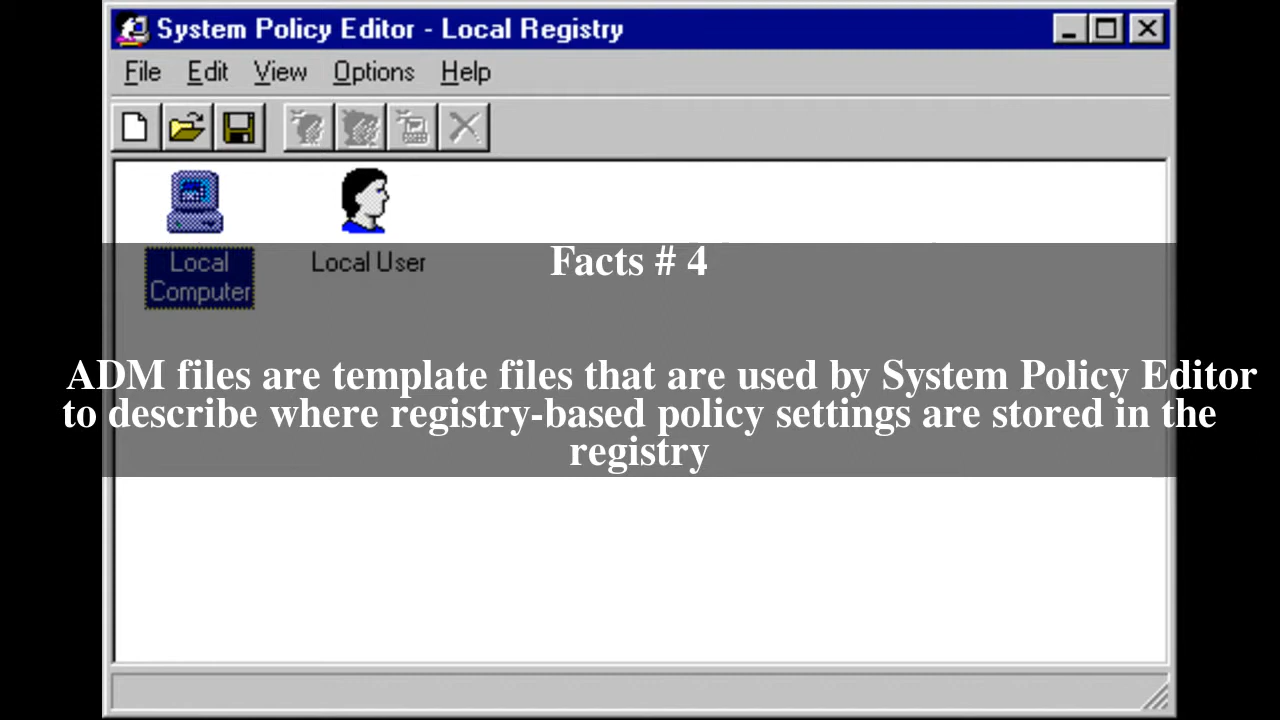 System Policy Editor - Local Registry
File Edit View Options Help
Local Computer
Local User
Facts # 4
ADM files are template files that are used by System Policy Editor
to describe where registry-based policy settings are stored in the
registry